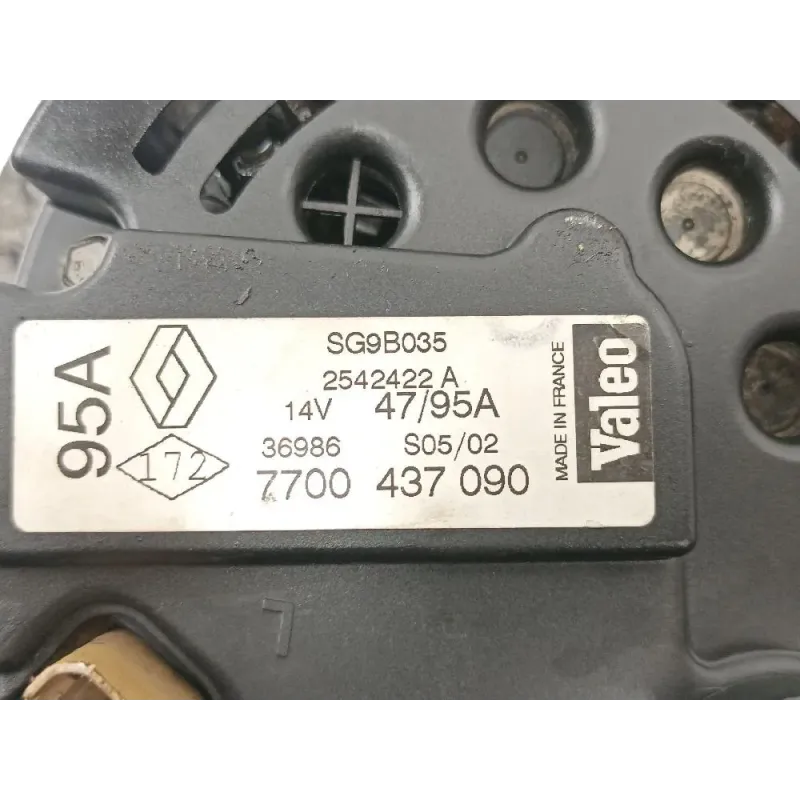 95A
172
SG9B035
2542422 A
14V 47/95A
36986 S05/02
7700 437 090
MADE IN FRANCE
Valeo
L